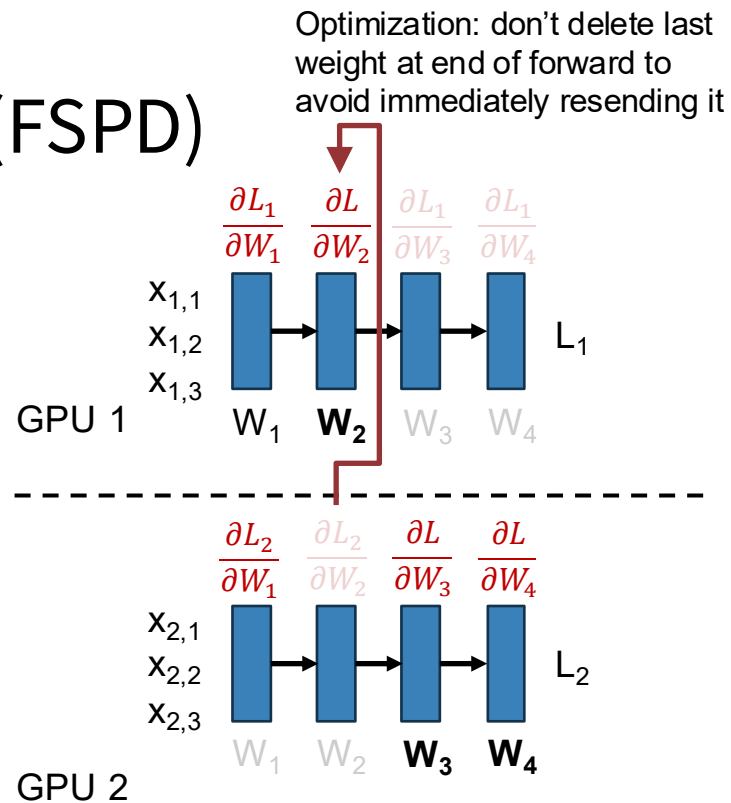 Optimization: don't delete last
weight at end of forward to
avoid immediately resending it
(FSPD)
∂L₁/∂W₁ ∂L/∂W₂ ∂L₁/∂W₃ ∂L₁/∂W₄
x₁,₁
x₁,₂
x₁,₃
L₁
GPU 1
W₁ W₂ W₃ W₄
∂L₂/∂W₁ ∂L₂/∂W₂ ∂L/∂W₃ ∂L/∂W₄
x₂,₁
x₂,₂
x₂,₃
L₂
W₁ W₂ W₃ W₄
GPU 2